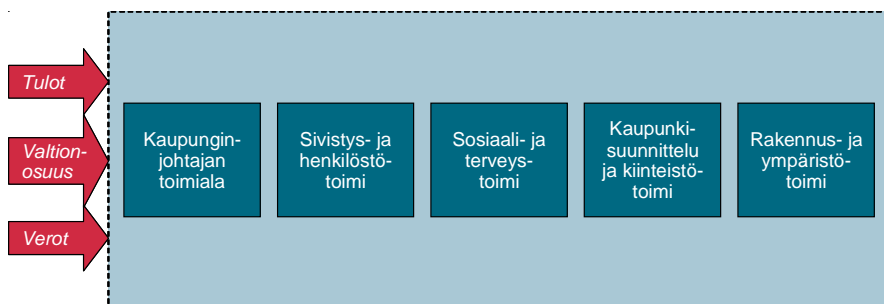 Tulot
Valtion-
osuus
Verot
Kaupungin-
johtajan
toimiala
Sivistys- ja
henkilöstö-
toimi
Sosiaali- ja
terveys-
toimi
Kaupunki-
suunnittelu
ja kiinteistö-
toimi
Rakennus- ja
ympäristö-
toimi